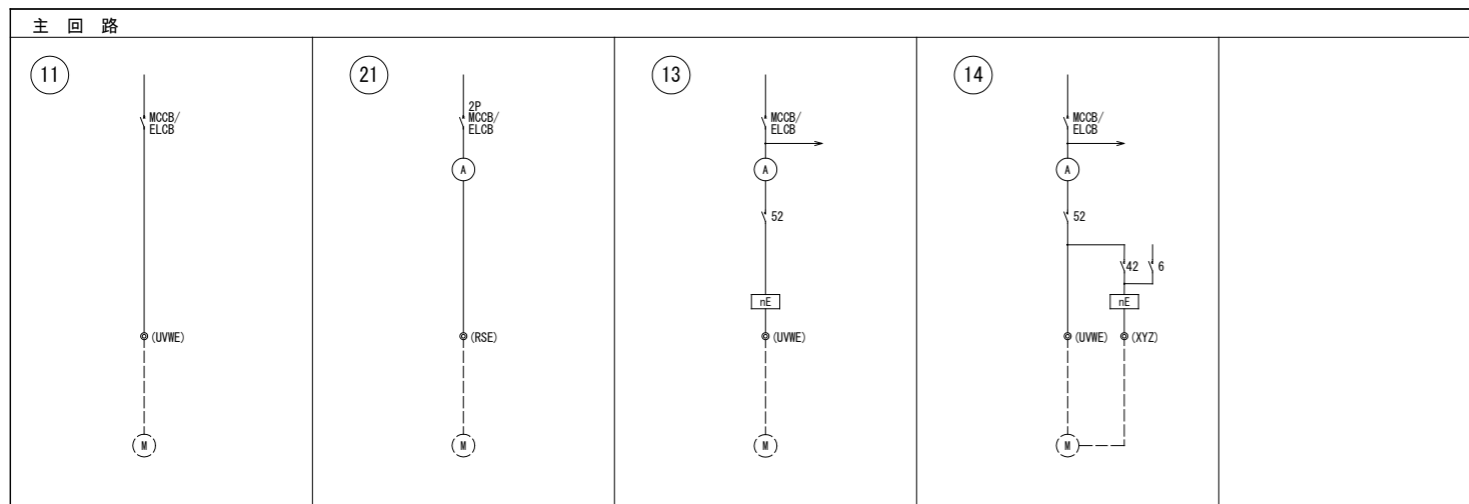 主 回 路
11
MCCB/
ELCB
(UVWE)
M
21
2P
MCCB/
ELCB
A
(RSE)
M
13
MCCB/
ELCB
A
52
nE
(UVWE)
M
14
MCCB/
ELCB
A
52
42 6
nE
(UVWE) (XYZ)
M